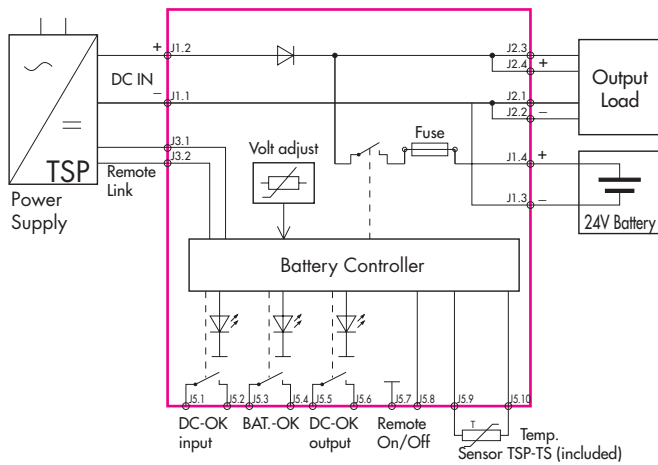 J1.2
J2.3
J2.4
+
DC IN
+
Output
Load
−
J1.1
J2.1
J2.2
−
J3.1
J3.2
TSP
Remote
Link
Power
Supply
Volt adjust
Fuse
J1.4
+
J1.3
−
24V Battery
Battery Controller
J5.1
J5.2
J5.3
J5.4
J5.5
J5.6
J5.7
J5.8
J5.9
J5.10
DC-OK
input
BAT.-OK
DC-OK
output
Remote
On/Off
T
Temp.
Sensor TSP-TS (included)